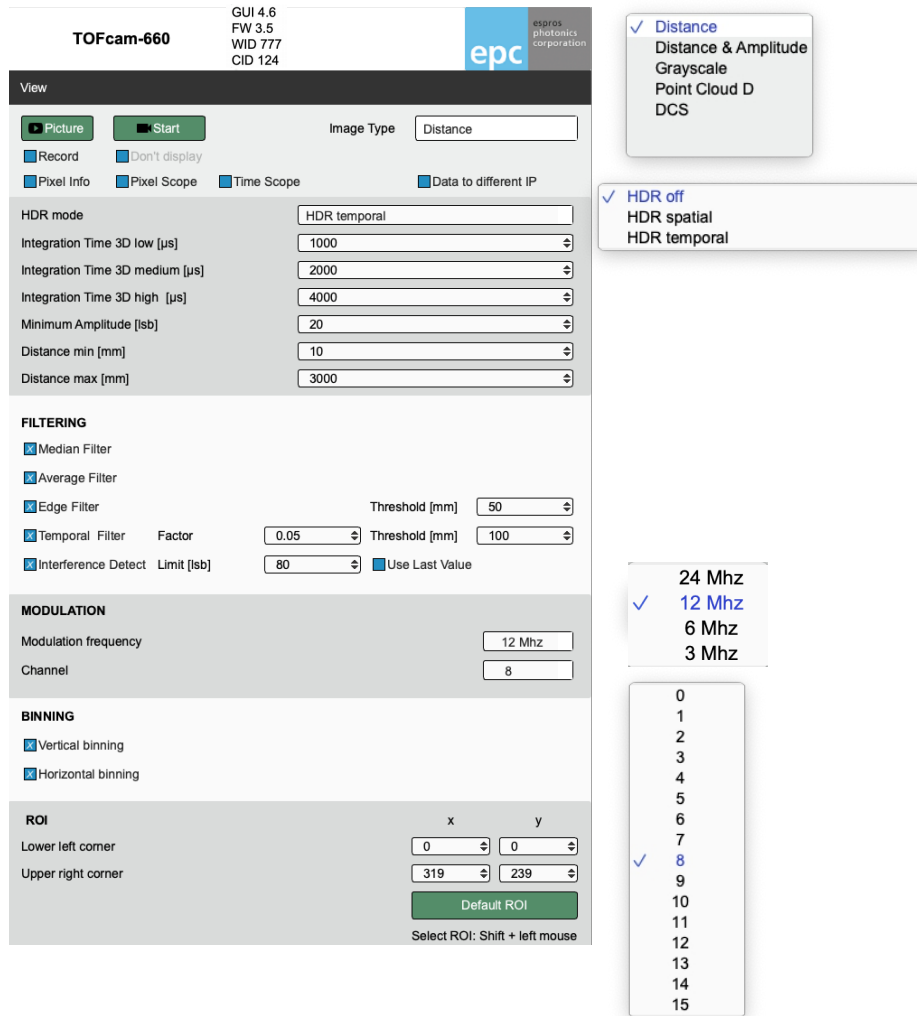 TOFcam-660
GUI 4.6
FW 3.5
WID 777
CID 124
epc
espros
photonics
corporation
View
Picture
Start
Image Type
Distance
Record
Don't display
Pixel Info
Pixel Scope
Time Scope
Data to different IP
HDR mode
HDR temporal
Integration Time 3D low [µs]
1000
Integration Time 3D medium [µs]
2000
Integration Time 3D high [µs]
4000
Minimum Amplitude [lsb]
20
Distance min [mm]
10
Distance max [mm]
3000
FILTERING
Median Filter
Average Filter
Edge Filter
Threshold [mm]
50
Temporal Filter
Factor
0.05
Threshold [mm]
100
Interference Detect
Limit [lsb]
80
Use Last Value
MODULATION
Modulation frequency
12 Mhz
Channel
8
BINNING
Vertical binning
Horizontal binning
ROI
x
y
Lower left corner
0
0
Upper right corner
319
239
Default ROI
Select ROI: Shift + left mouse
Distance
Distance & Amplitude
Grayscale
Point Cloud D
DCS
HDR off
HDR spatial
HDR temporal
24 Mhz
12 Mhz
6 Mhz
3 Mhz
0
1
2
3
4
5
6
7
8
9
10
11
12
13
14
15